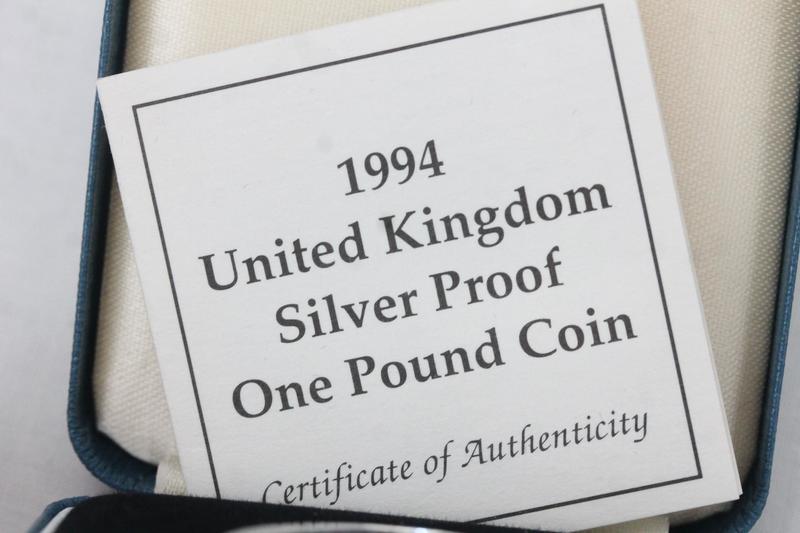 1994
United Kingdom
Silver Proof
One Pound Coin
Certificate of Authenticity